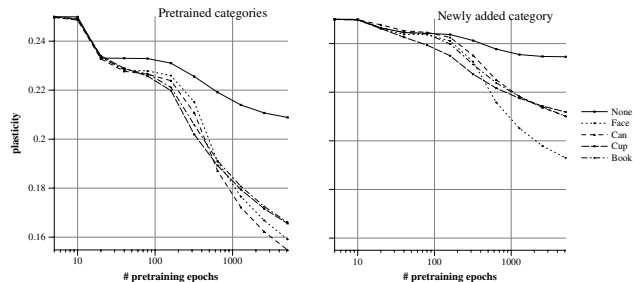 Pretrained categories
Newly added category
0.24
0.22
0.2
0.18
0.16
plasticity
10
100
1000
# pretraining epochs
10
100
1000
# pretraining epochs
None
Face
Can
Cup
Book